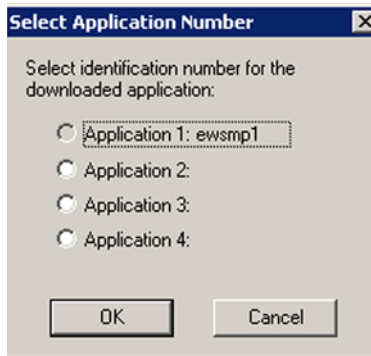 Select Application Number
Select identification number for the
downloaded application:
Application 1: ewsmp1
Application 2:
Application 3:
Application 4:
OK
Cancel